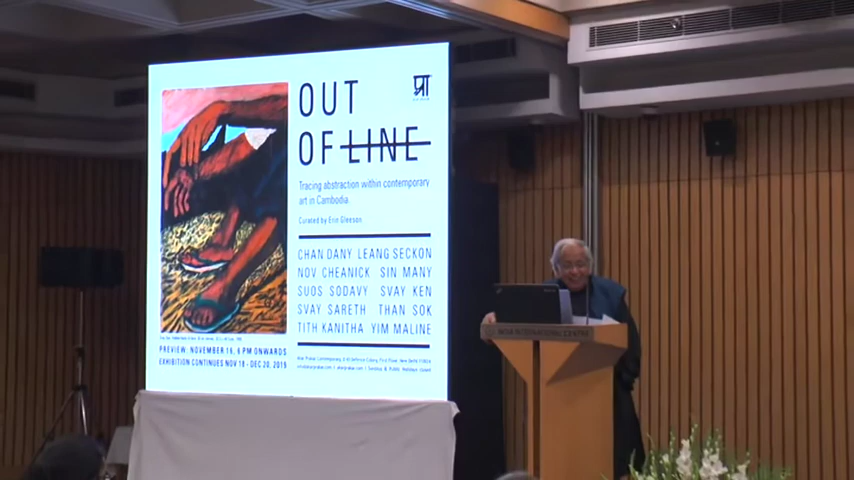 OUT
OF LINE
प्रा
Tracing abstraction within contemporary
art in Cambodia.
Curated by Erin Gleeson
CHAN DANY LEANG SECKON
NOV CHEANICK SIN MANY
SUOS SODAVY SVAY KEN
SVAY SARETH THAN SOK
TITH KANITHA YIM MALINE
PREVIEW: NOVEMBER 16, 6 PM ONWARDS
EXHIBITION CONTINUES NOV 18 - DEC 20, 2019
INDIA INTERNATIONAL CENTRE